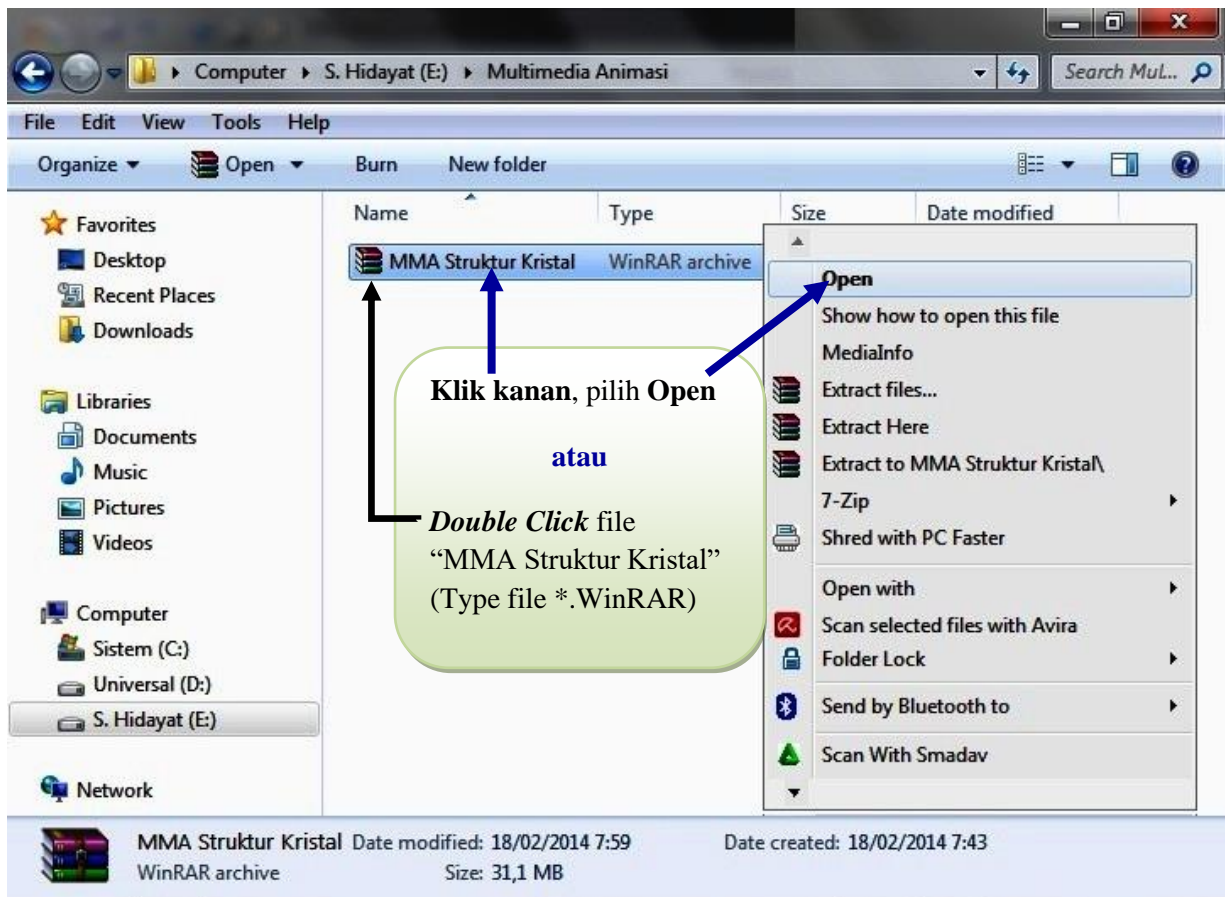 Computer S. Hidayat (E:) Multimedia Animasi
Search Mul...
File Edit View Tools Help
Organize Open Burn New folder
Name Type Size Date modified
Favorites
Desktop
Recent Places
Downloads
Libraries
Documents
Music
Pictures
Videos
Computer
Sistem (C:)
Universal (D:)
S. Hidayat (E:)
Network
MMA Struktur Kristal WinRAR archive
Klik kanan, pilih Open
atau
Double Click file
“MMA Struktur Kristal”
(Type file *.WinRAR)
Open
Show how to open this file
MediaInfo
Extract files...
Extract Here
Extract to MMA Struktur Kristal\
7-Zip
Shred with PC Faster
Open with
Scan selected files with Avira
Folder Lock
Send by Bluetooth to
Scan With Smadav
MMA Struktur Kristal Date modified: 18/02/2014 7:59 Date created: 18/02/2014 7:43
WinRAR archive Size: 31,1 MB